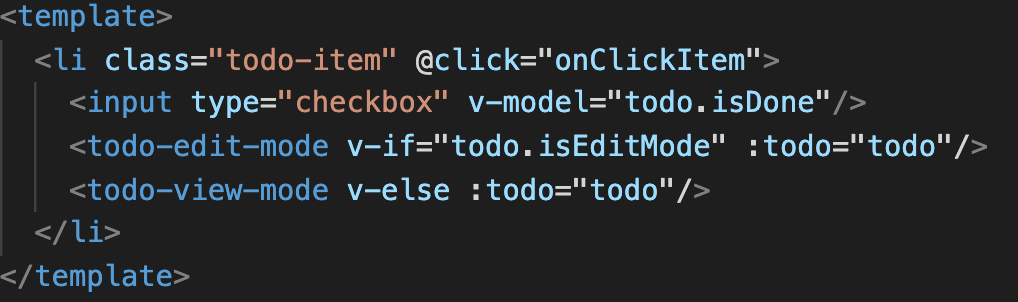 <template>
<li class="todo-item" @click="onClickItem">
<input type="checkbox" v-model="todo.isDone"/>
<todo-edit-mode v-if="todo.isEditMode" :todo="todo"/>
<todo-view-mode v-else :todo="todo"/>
</li>
</template>